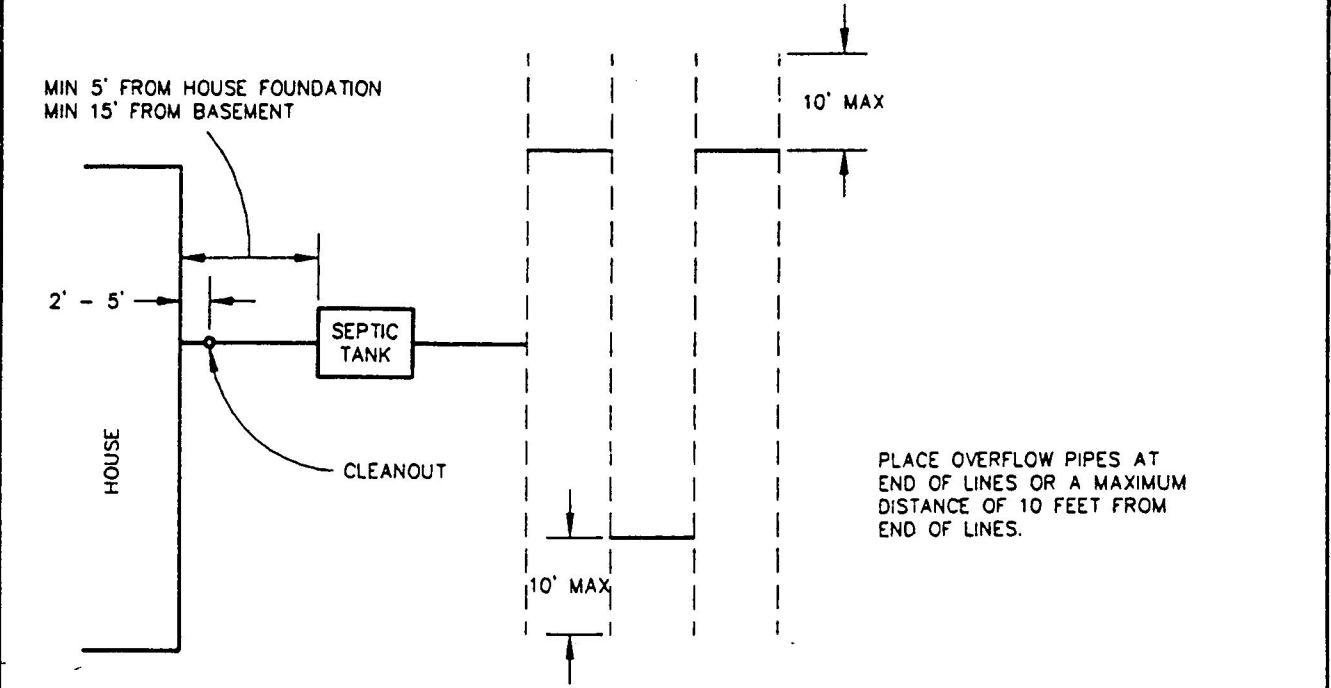 MIN 5' FROM HOUSE FOUNDATION
MIN 15' FROM BASEMENT
10' MAX
2' - 5'
SEPTIC
TANK
HOUSE
CLEANOUT
PLACE OVERFLOW PIPES AT
END OF LINES OR A MAXIMUM
DISTANCE OF 10 FEET FROM
END OF LINES.
10' MAX